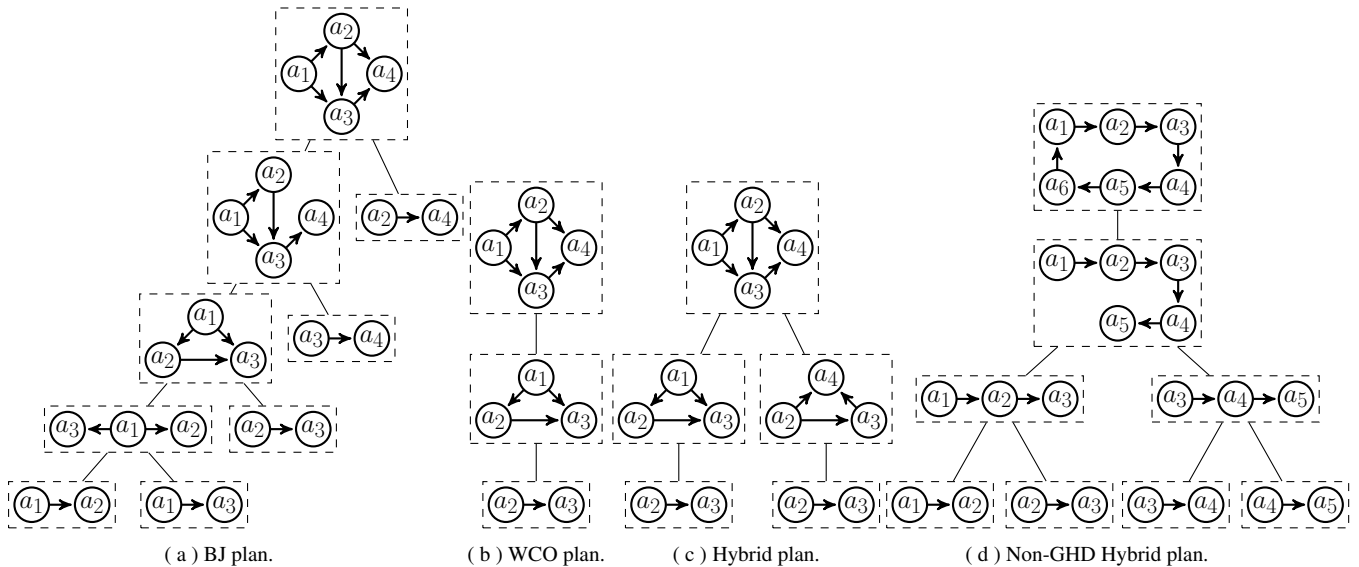 a2
a1 a4
a3
a2
a1 a4
a3
a2 a4
a1
a2 a3
a3 a4
a3 a1 a2
a2 a3
a1 a2
a1 a3
( a ) BJ plan.
a2
a1 a4
a3
a1
a2 a3
a2 a3
( b ) WCO plan.
a2
a1 a4
a3
a1
a2 a3
a4
a2 a3
a2 a3
a2 a3
( c ) Hybrid plan.
a1 a2 a3
a6 a5 a4
a1 a2 a3
a5 a4
a1 a2 a3
a3 a4 a5
a1 a2
a2 a3
a3 a4
a4 a5
( d ) Non-GHD Hybrid plan.